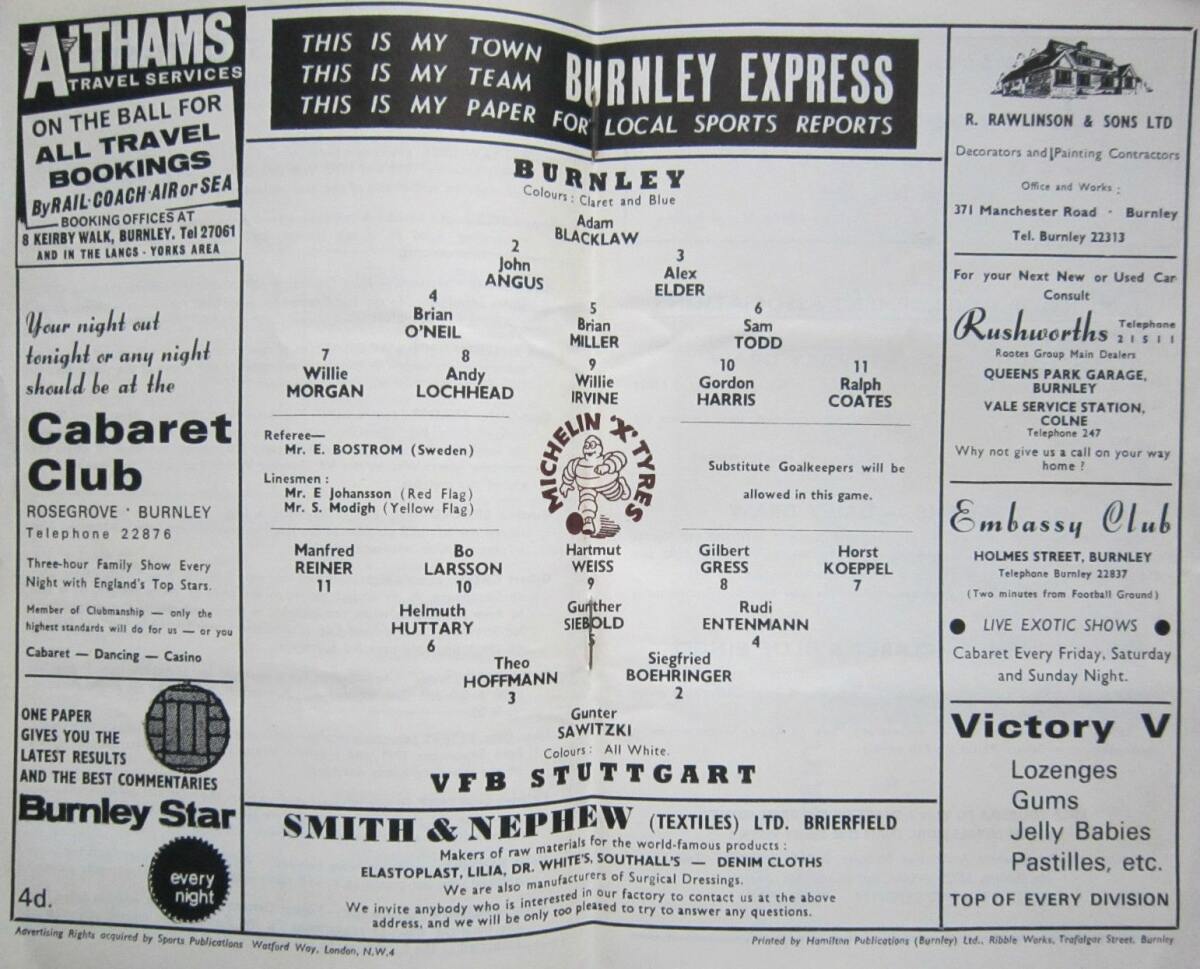 ALTHAMS
TRAVEL SERVICES
ON THE BALL FOR
ALL TRAVEL
BOOKINGS
By RAIL·COACH·AIR or SEA
BOOKING OFFICES AT
8 KEIRBY WALK, BURNLEY. Tel 27061
AND IN THE LANCS - YORKS AREA
Your night out
tonight or any night
should be at the
Cabaret
Club
ROSEGROVE · BURNLEY
Telephone 22876
Three-hour Family Show Every
Night with England's Top Stars.
Member of Clubmanship — only the
highest standards will do for us — or you
Cabaret — Dancing — Casino
ONE PAPER
GIVES YOU THE
LATEST RESULTS
AND THE BEST COMMENTARIES
Burnley Star
every
night
4d.
THIS IS MY TOWN
THIS IS MY TEAM
BURNLEY EXPRESS
THIS IS MY PAPER FOR LOCAL SPORTS REPORTS
BURNLEY
Colours : Claret and Blue
Adam
BLACKLAW
2
John
ANGUS
3
Alex
ELDER
4
Brian
O'NEIL
5
Brian
MILLER
6
Sam
TODD
7
Willie
MORGAN
8
Andy
LOCHHEAD
9
Willie
IRVINE
10
Gordon
HARRIS
11
Ralph
COATES
Referee—
Mr. E. BOSTROM (Sweden)
Linesmen :
Mr. E Johansson (Red Flag)
Mr. S. Modigh (Yellow Flag)
MICHELIN 'X' TYRES
Substitute Goalkeepers will be
allowed in this game.
Manfred
REINER
11
Bo
LARSSON
10
Hartmut
WEISS
9
Gilbert
GRESS
8
Horst
KOEPPEL
7
Helmuth
HUTTARY
6
Gunther
SIEBOLD
5
Rudi
ENTENMANN
4
Theo
HOFFMANN
3
Siegfried
BOEHRINGER
2
Gunter
SAWITZKI
Colours : All White.
VFB STUTTGART
SMITH & NEPHEW (TEXTILES) LTD. BRIERFIELD
Makers of raw materials for the world-famous products :
ELASTOPLAST, LILIA, DR. WHITE'S, SOUTHALL'S — DENIM CLOTHS
We are also manufacturers of Surgical Dressings.
We invite anybody who is interested in our factory to contact us at the above
address, and we will be only too pleased to try to answer any questions.
R. RAWLINSON & SONS LTD
Decorators and Painting Contractors
Office and Works :
371 Manchester Road · Burnley
Tel. Burnley 22313
For your Next New or Used Car
Consult
Rushworths Telephone
21511
Rootes Group Main Dealers
QUEENS PARK GARAGE,
BURNLEY
VALE SERVICE STATION,
COLNE
Telephone 247
Why not give us a call on your way
home ?
Embassy Club
HOLMES STREET, BURNLEY
Telephone Burnley 22837
(Two minutes from Football Ground)
● LIVE EXOTIC SHOWS ●
Cabaret Every Friday, Saturday
and Sunday Night.
Victory V
Lozenges
Gums
Jelly Babies
Pastilles, etc.
TOP OF EVERY DIVISION
Advertising Rights acquired by Sports Publications Watford Way, London, N.W.4
Printed by Hamilton Publications (Burnley) Ltd., Ribble Works, Trafalgar Street, Burnley